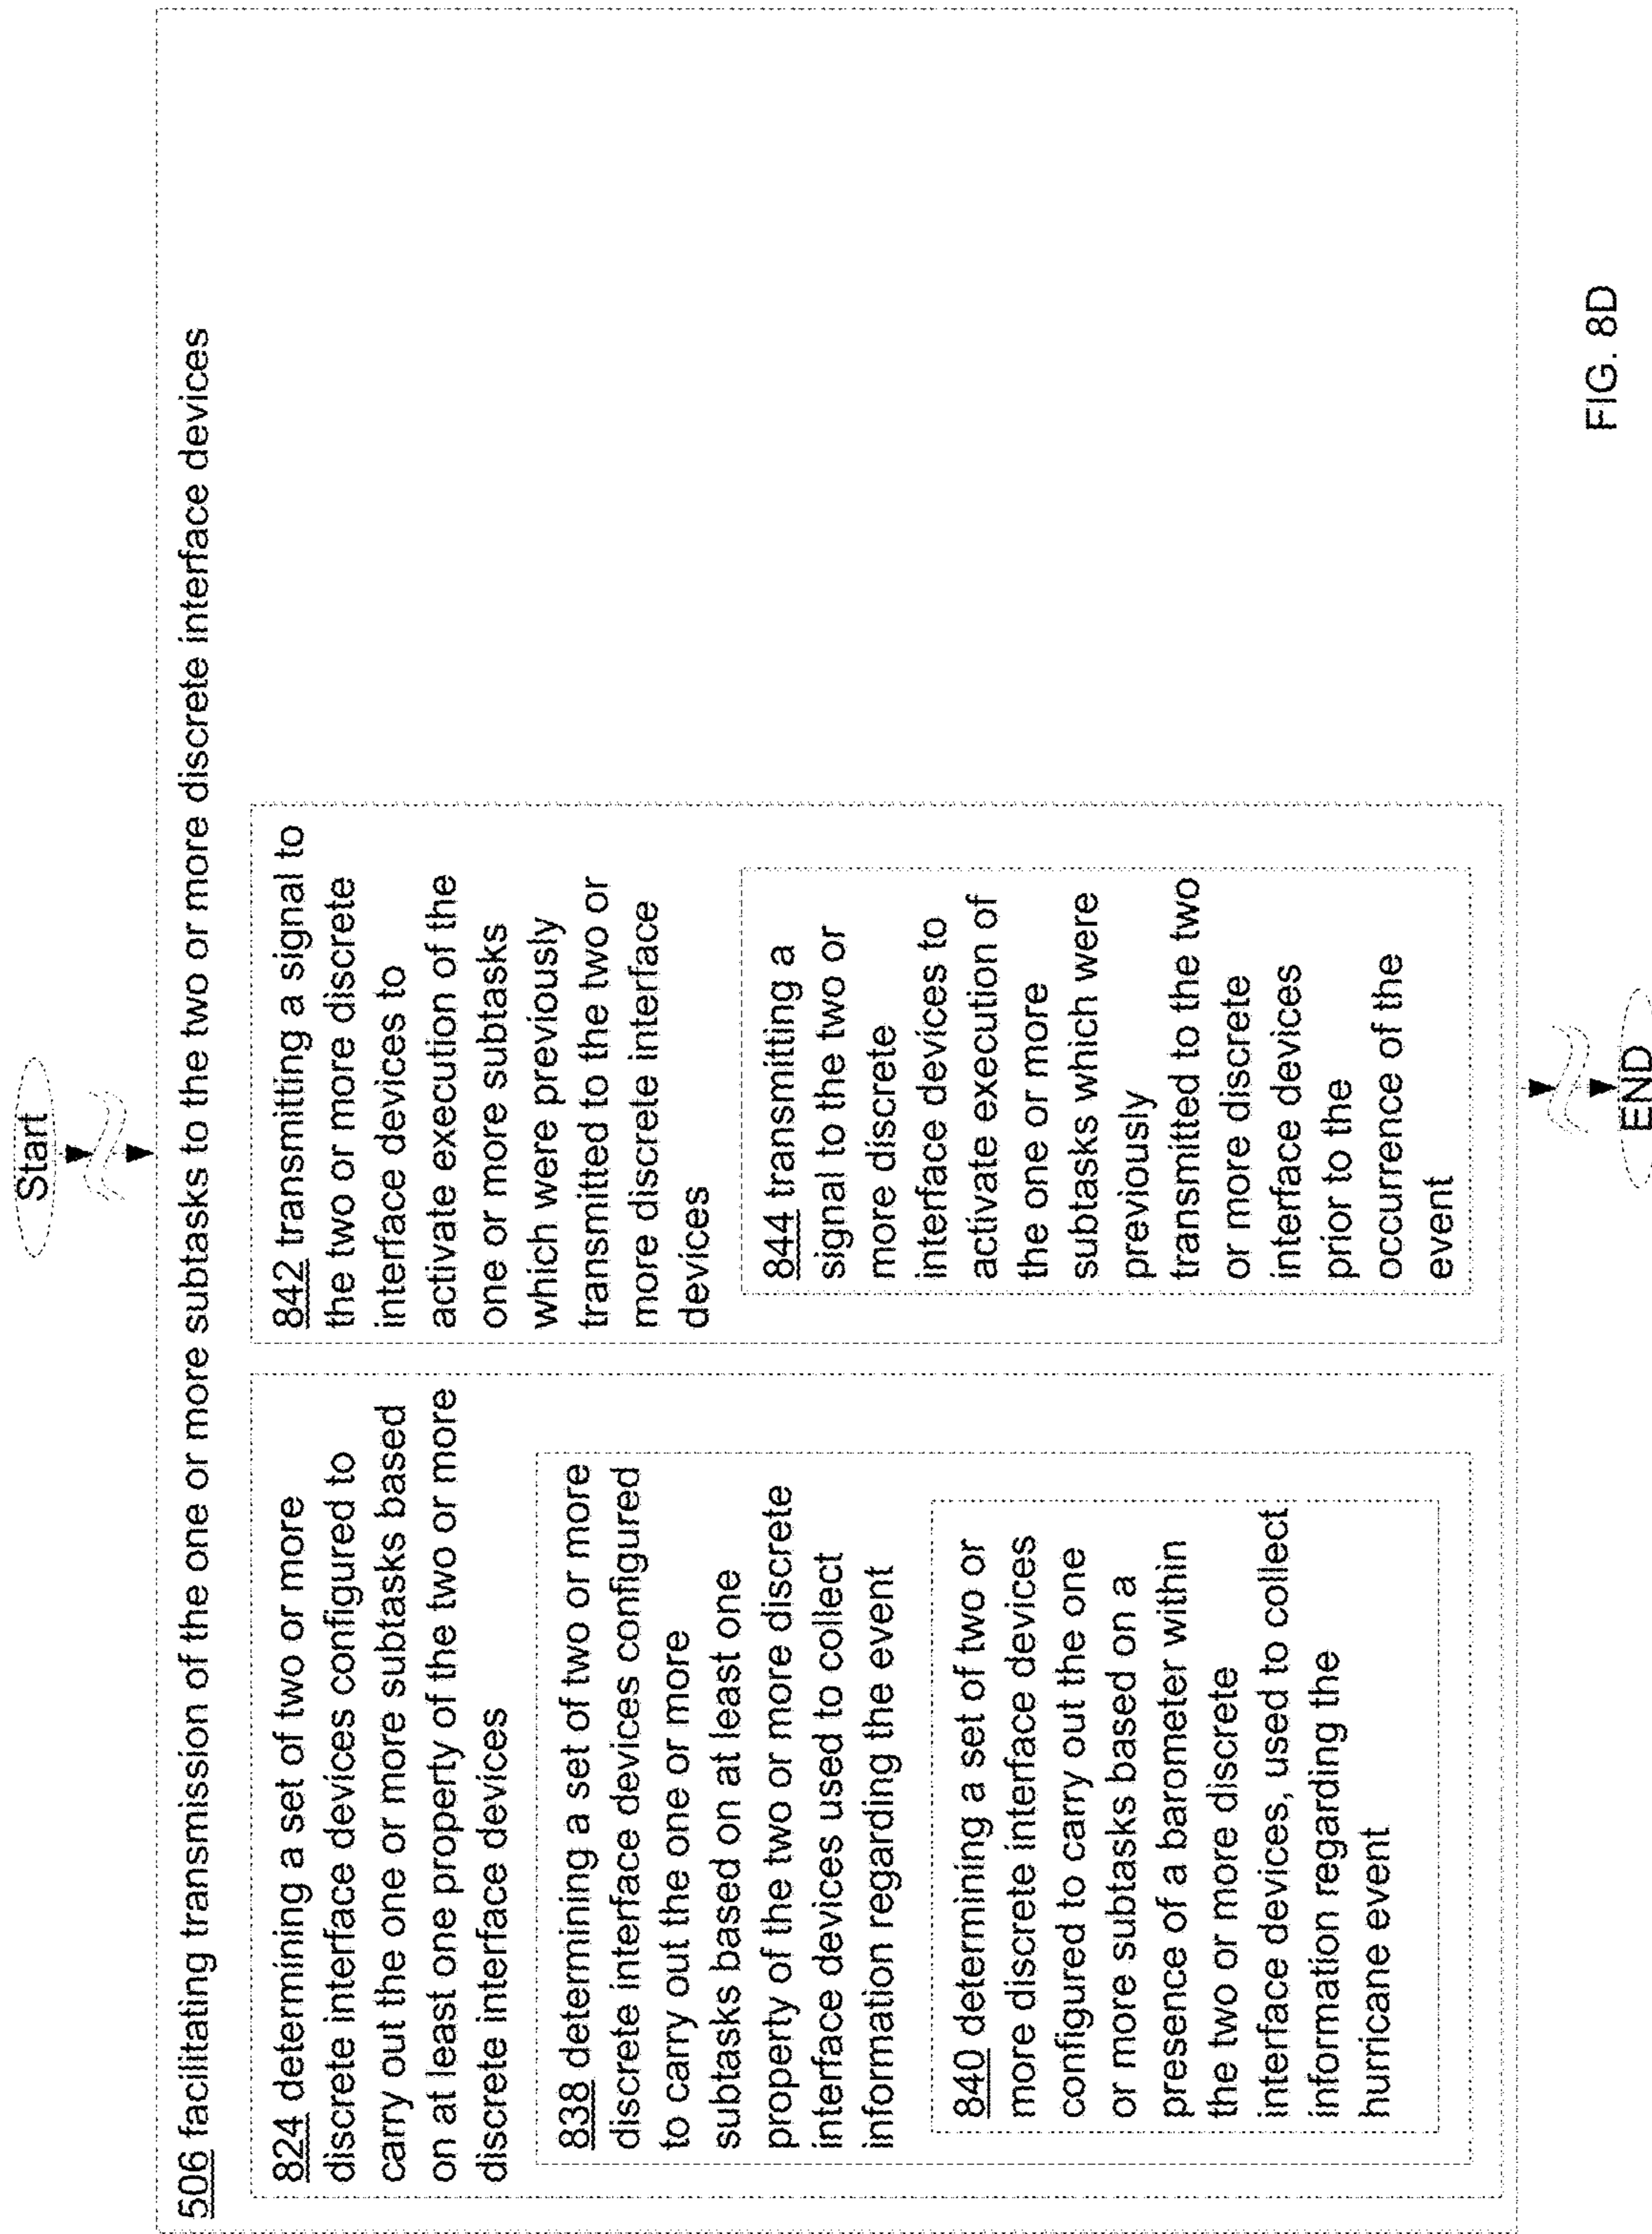 Start
506 facilitating transmission of the one or more subtasks to the two or more discrete interface devices
824 determining a set of two or more
discrete interface devices configured to
carry out the one or more subtasks based
on at least one property of the two or more
discrete interface devices
838 determining a set of two or more
discrete interface devices configured
to carry out the one or more
subtasks based on at least one
property of the two or more discrete
interface devices used to collect
information regarding the event
840 determining a set of two or
more discrete interface devices
configured to carry out the one
or more subtasks based on a
presence of a barometer within
the two or more discrete
interface devices, used to collect
information regarding the
hurricane event
842 transmitting a signal to
the two or more discrete
interface devices to
activate execution of the
one or more subtasks
which were previously
transmitted to the two or
more discrete interface
devices
844 transmitting a
signal to the two or
more discrete
interface devices to
activate execution of
the one or more
subtasks which were
previously
transmitted to the two
or more discrete
interface devices
prior to the
occurrence of the
event
END
FIG. 8D